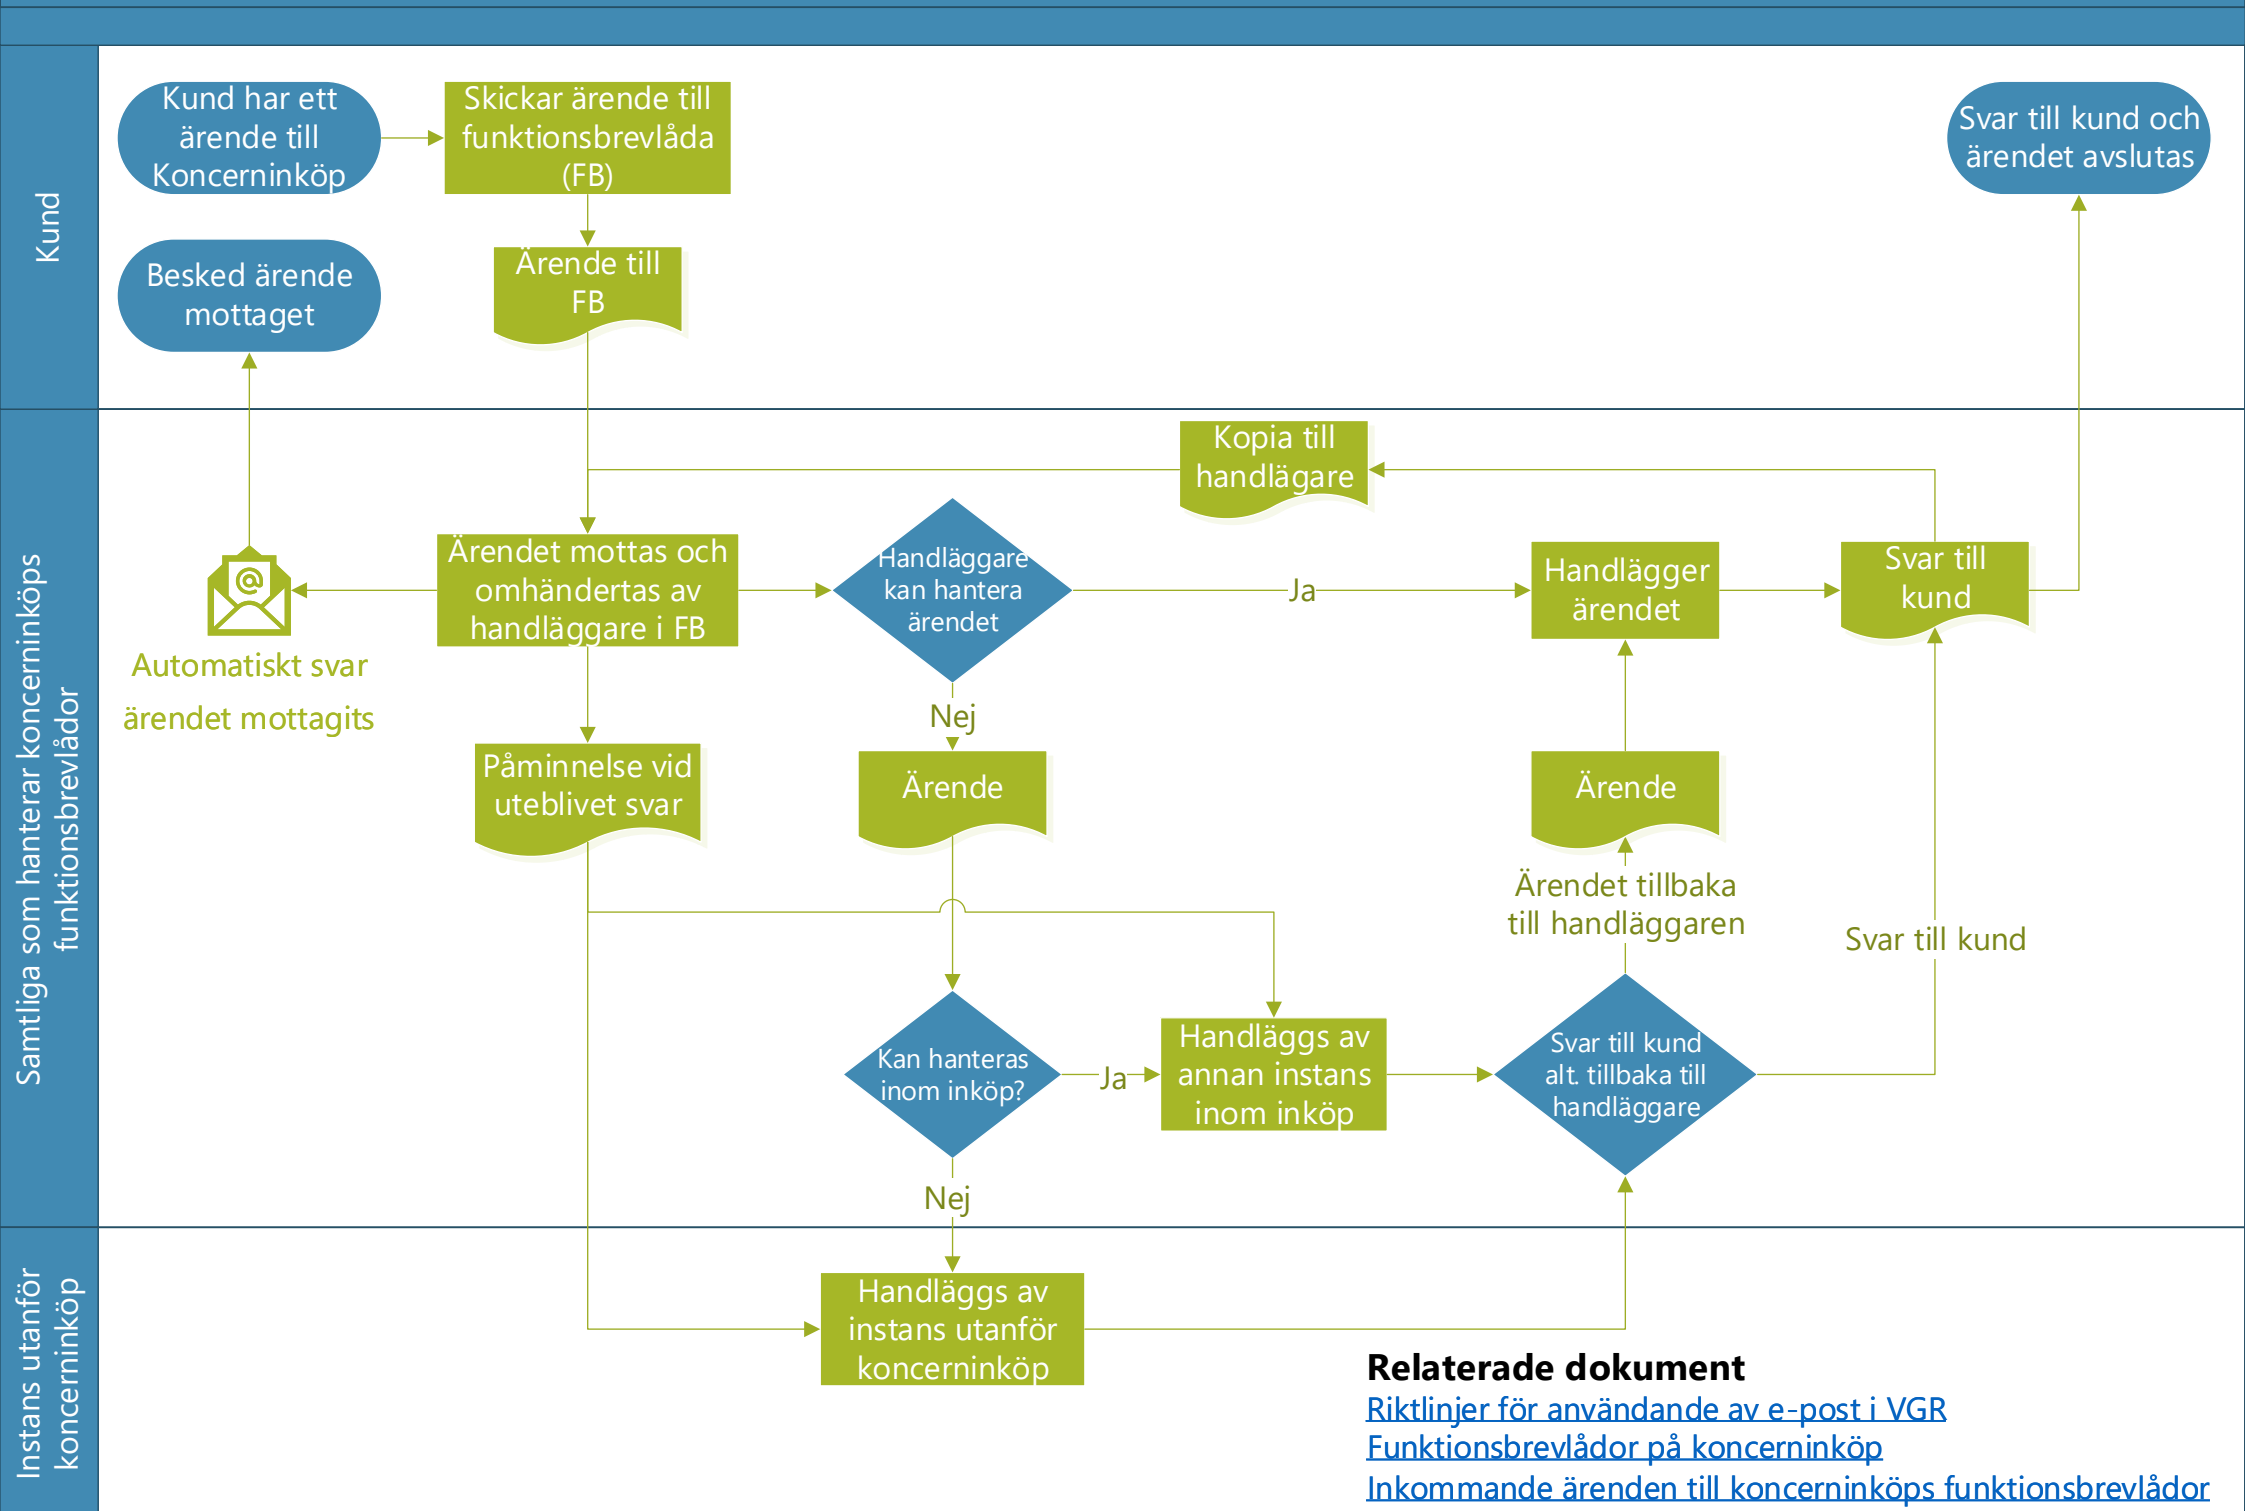 Kund
Kund har ett
ärende till
Koncerninköp
Skickar ärende till
funktionsbrevlåda
(FB)
Svar till kund och
ärendet avslutas
Besked ärende
mottaget
Ärende till
FB
Samtliga som hanterar koncerninköps
funktionsbrevlådor
Kopia till
handlägare
Automatiskt svar
ärendet mottagits
Ärendet mottas och
omhändertas av
handläggare i FB
Handläggare
kan hantera
ärendet
Ja
Handlägger
ärendet
Svar till
kund
Nej
Påminnelse vid
uteblivet svar
Ärende
Ärende
Ärendet tillbaka
till handläggaren
Svar till kund
Kan hanteras
inom inköp?
Ja
Handläggs av
annan instans
inom inköp
Svar till kund
alt. tillbaka till
handläggare
Nej
Instans utanför
koncerninköp
Handläggs av
instans utanför
koncerninköp
Relaterade dokument
Riktlinjer för användande av e-post i VGR
Funktionsbrevlådor på koncerninköp
Inkommande ärenden till koncerninköps funktionsbrevlådor